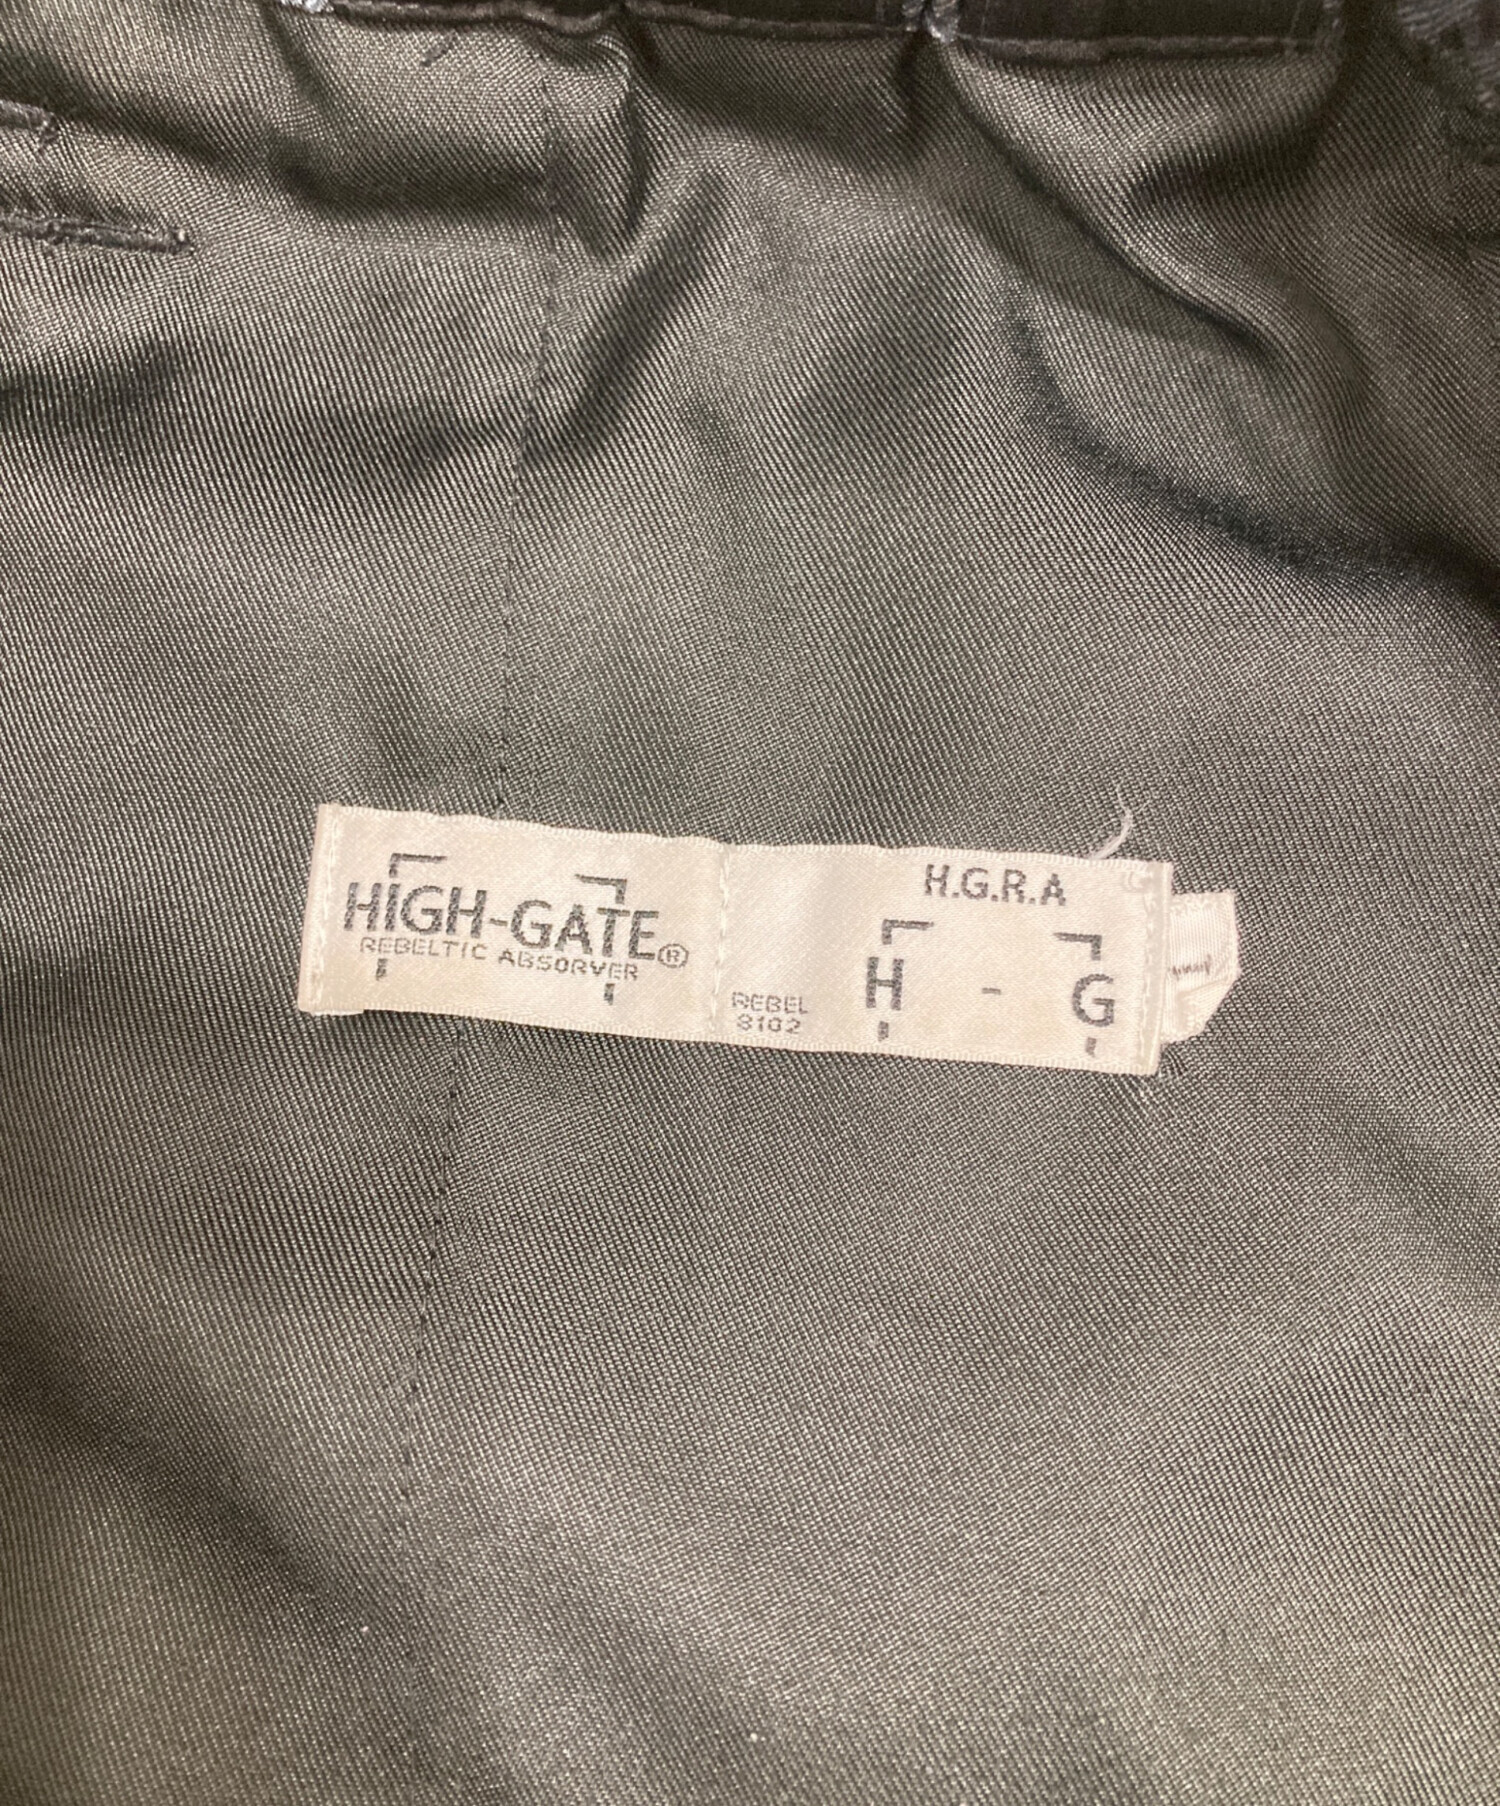 HIGH-GATE®
REBELTIC ABSORVER
H.G.R.A
H - G
REBEL
8102